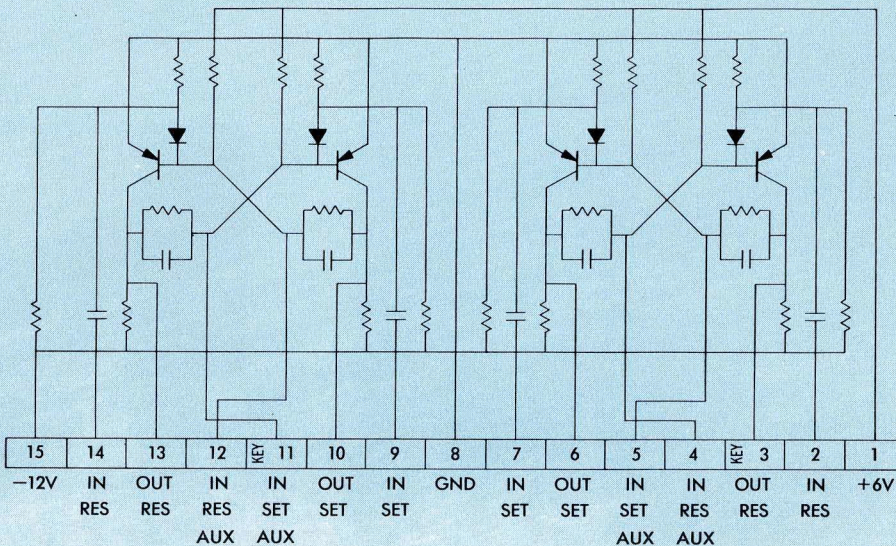 15 14 13 12 KEY 11 10 9 8 7 6 5 4 KEY 3 2 1
−12V IN OUT IN IN OUT IN GND IN OUT IN IN OUT IN +6V
RES RES RES SET SET SET SET SET SET RES RES RES
AUX AUX AUX AUX